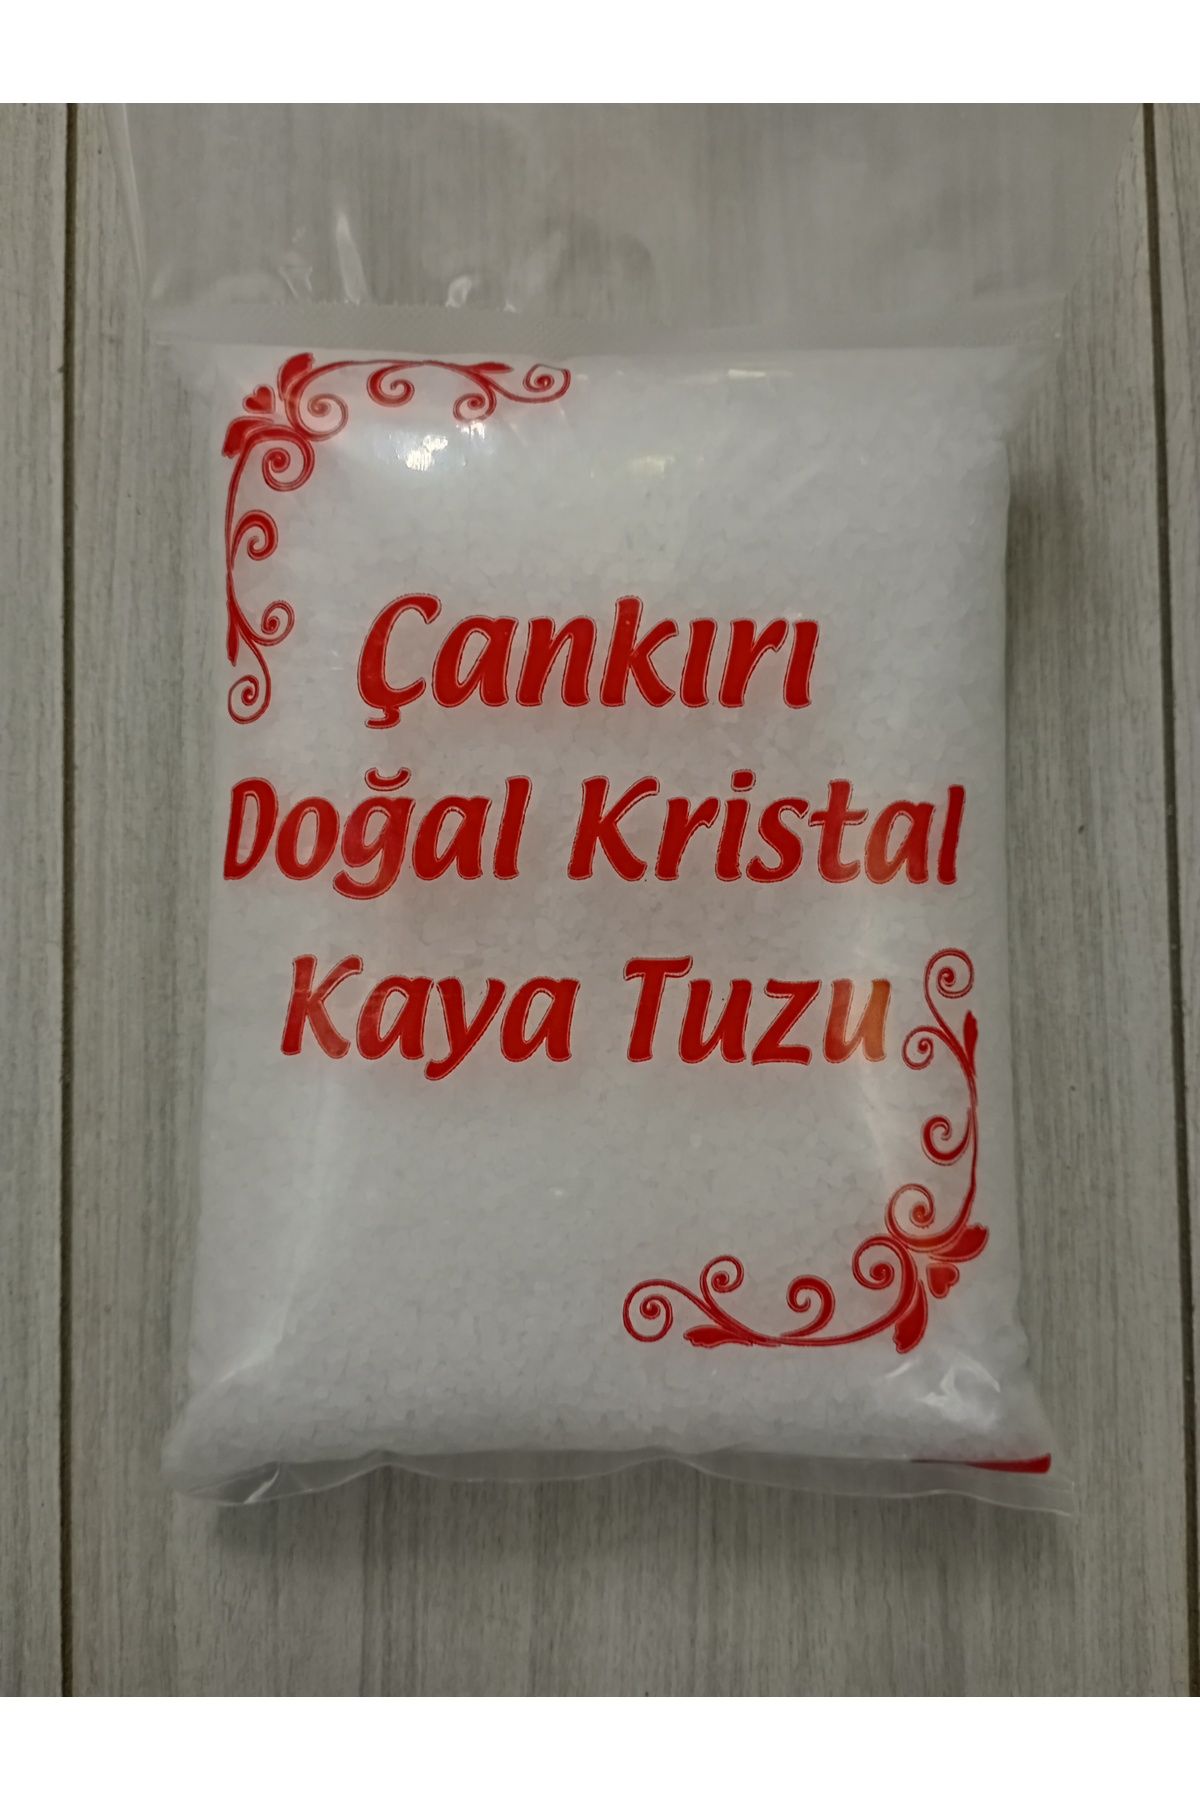 Çankırı
Doğal Kristal
Kaya Tuzu